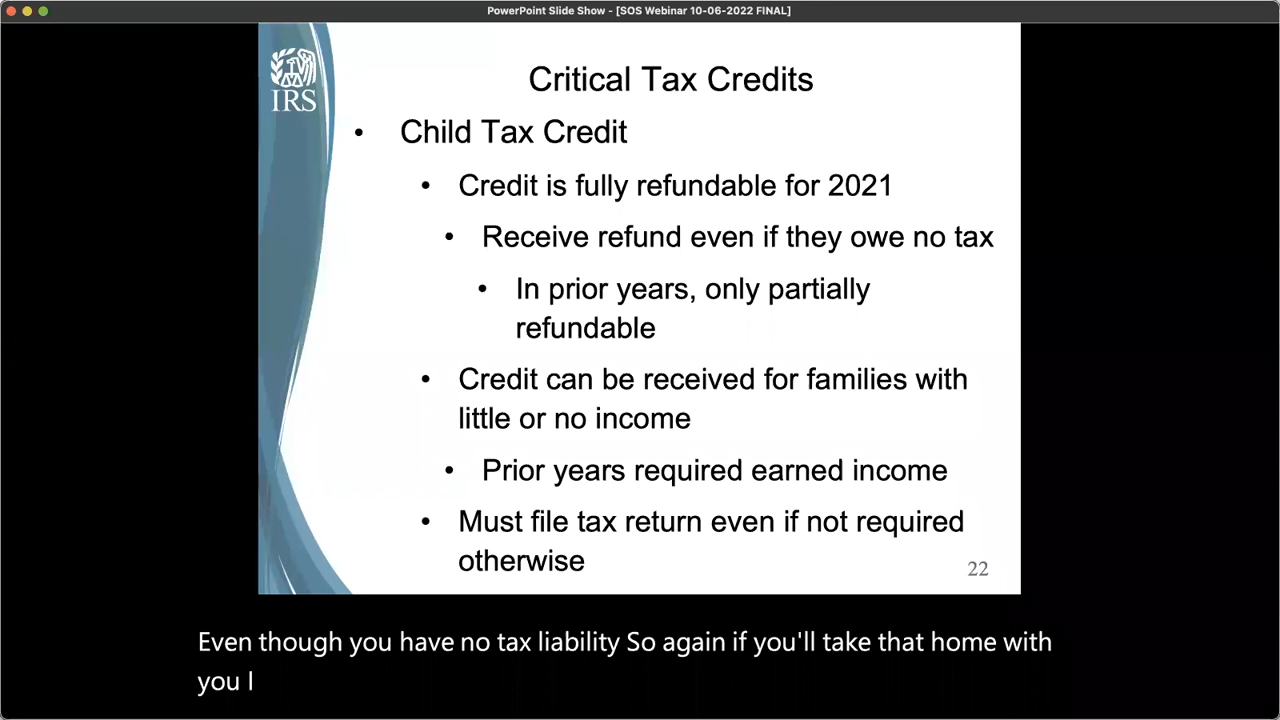 PowerPoint Slide Show - [SOS Webinar 10-06-2022 FINAL]
IRS
Critical Tax Credits
• Child Tax Credit
• Credit is fully refundable for 2021
• Receive refund even if they owe no tax
• In prior years, only partially
refundable
• Credit can be received for families with
little or no income
• Prior years required earned income
• Must file tax return even if not required
otherwise
22
Even though you have no tax liability So again if you'll take that home with
you I